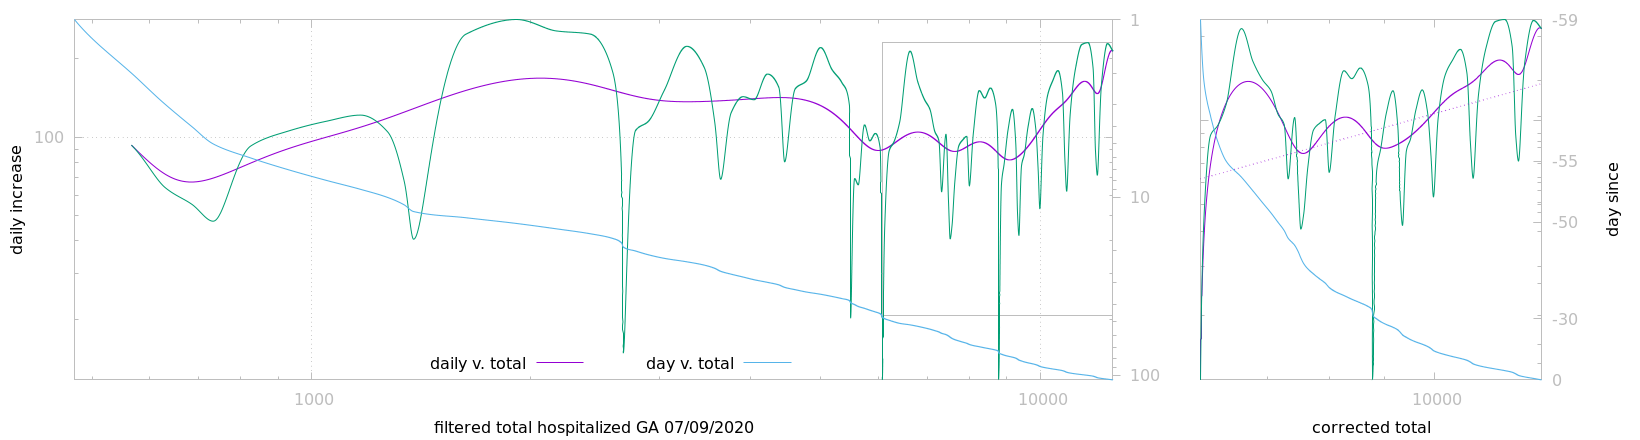 1
-59
100
daily increase
-55
10
-50
day since
-30
daily v. total
day v. total
100
0
1000
10000
10000
filtered total hospitalized GA 07/09/2020
corrected total